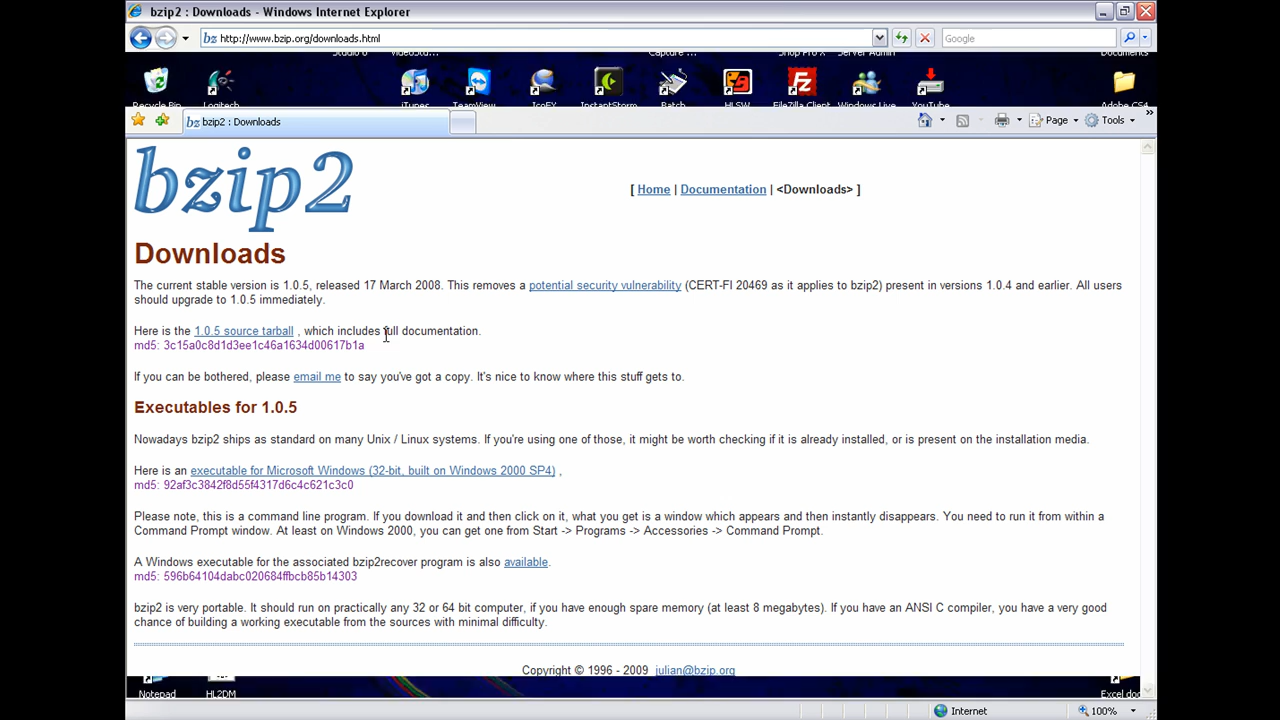 bzip2 : Downloads - Windows Internet Explorer
bz http://www.bzip.org/downloads.html
Google
Recycle Bin Logitech iTunes TeamView IcoFX InstantStorm Batch HLSW FileZilla Client Windows Live YouTube Adobe CS4
bz bzip2 : Downloads
Page Tools
bzip2
[ Home | Documentation | <Downloads> ]
Downloads
The current stable version is 1.0.5, released 17 March 2008. This removes a potential security vulnerability (CERT-FI 20469 as it applies to bzip2) present in versions 1.0.4 and earlier. All users
should upgrade to 1.0.5 immediately.
Here is the 1.0.5 source tarball , which includes full documentation.
md5: 3c15a0c8d1d3ee1c46a1634d00617b1a
If you can be bothered, please email me to say you've got a copy. It's nice to know where this stuff gets to.
Executables for 1.0.5
Nowadays bzip2 ships as standard on many Unix / Linux systems. If you're using one of those, it might be worth checking if it is already installed, or is present on the installation media.
Here is an executable for Microsoft Windows (32-bit, built on Windows 2000 SP4) ,
md5: 92af3c3842f8d55f4317d6c4c621c3c0
Please note, this is a command line program. If you download it and then click on it, what you get is a window which appears and then instantly disappears. You need to run it from within a
Command Prompt window. At least on Windows 2000, you can get one from Start -> Programs -> Accessories -> Command Prompt.
A Windows executable for the associated bzip2recover program is also available.
md5: 596b64104dabc020684ffbcb85b14303
bzip2 is very portable. It should run on practically any 32 or 64 bit computer, if you have enough spare memory (at least 8 megabytes). If you have an ANSI C compiler, you have a very good
chance of building a working executable from the sources with minimal difficulty.
Copyright © 1996 - 2009 julian@bzip.org
Notepad HL2DM Excel doc
Internet 100%